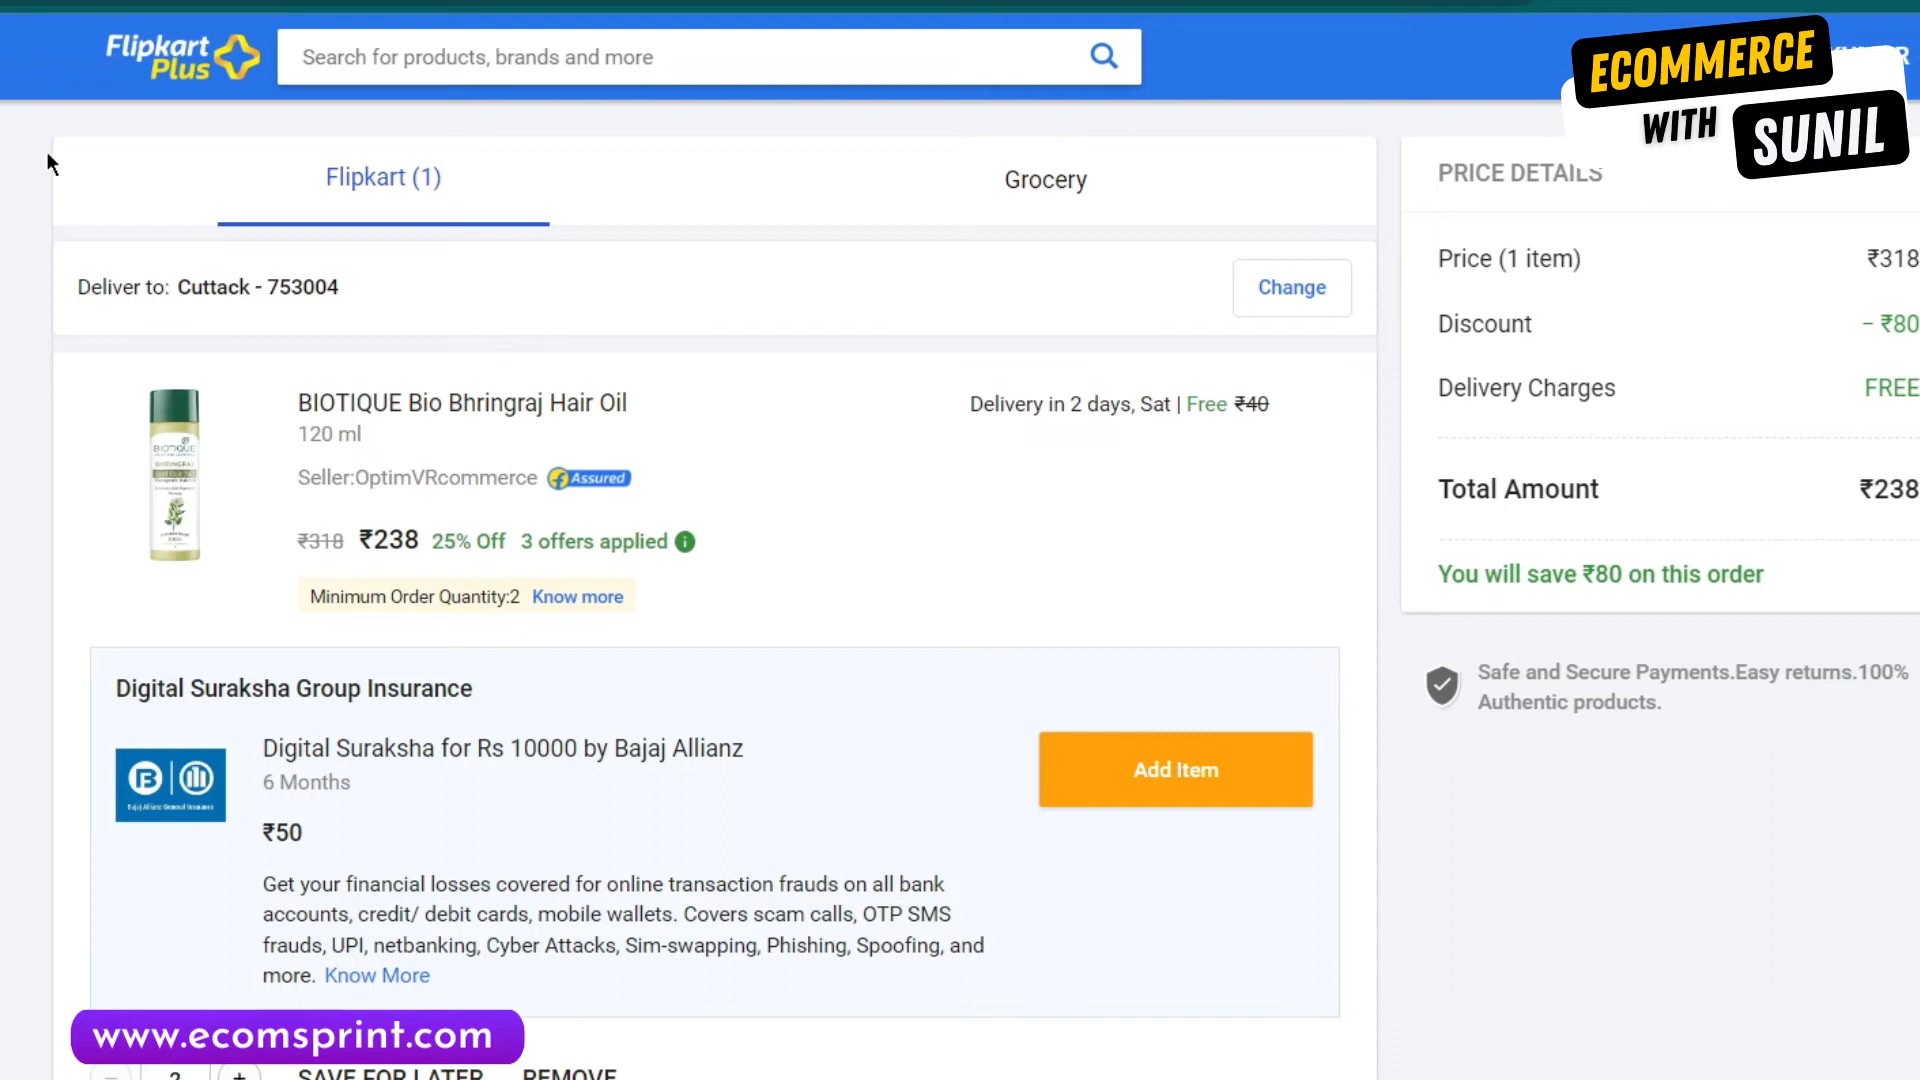 Flipkart
Plus
Search for products, brands and more
ECOMMERCE
WITH SUNIL
Flipkart (1)
Grocery
PRICE DETAILS
Deliver to: Cuttack - 753004
Change
Price (1 item)
₹318
Discount
− ₹80
Delivery Charges
FREE
Total Amount
₹238
You will save ₹80 on this order
BIOTIQUE Bio Bhringraj Hair Oil
120 ml
Delivery in 2 days, Sat | Free ₹40
Seller:OptimVRcommerce
Assured
₹318 ₹238 25% Off 3 offers applied
Minimum Order Quantity:2 Know more
BIOTIQUE
Safe and Secure Payments.Easy returns.100%
Authentic products.
Digital Suraksha Group Insurance
Digital Suraksha for Rs 10000 by Bajaj Allianz
6 Months
₹50
Add Item
Bajaj Allianz General Insurance
Get your financial losses covered for online transaction frauds on all bank
accounts, credit/ debit cards, mobile wallets. Covers scam calls, OTP SMS
frauds, UPI, netbanking, Cyber Attacks, Sim-swapping, Phishing, Spoofing, and
more. Know More
www.ecomsprint.com
− 2 + SAVE FOR LATER REMOVE